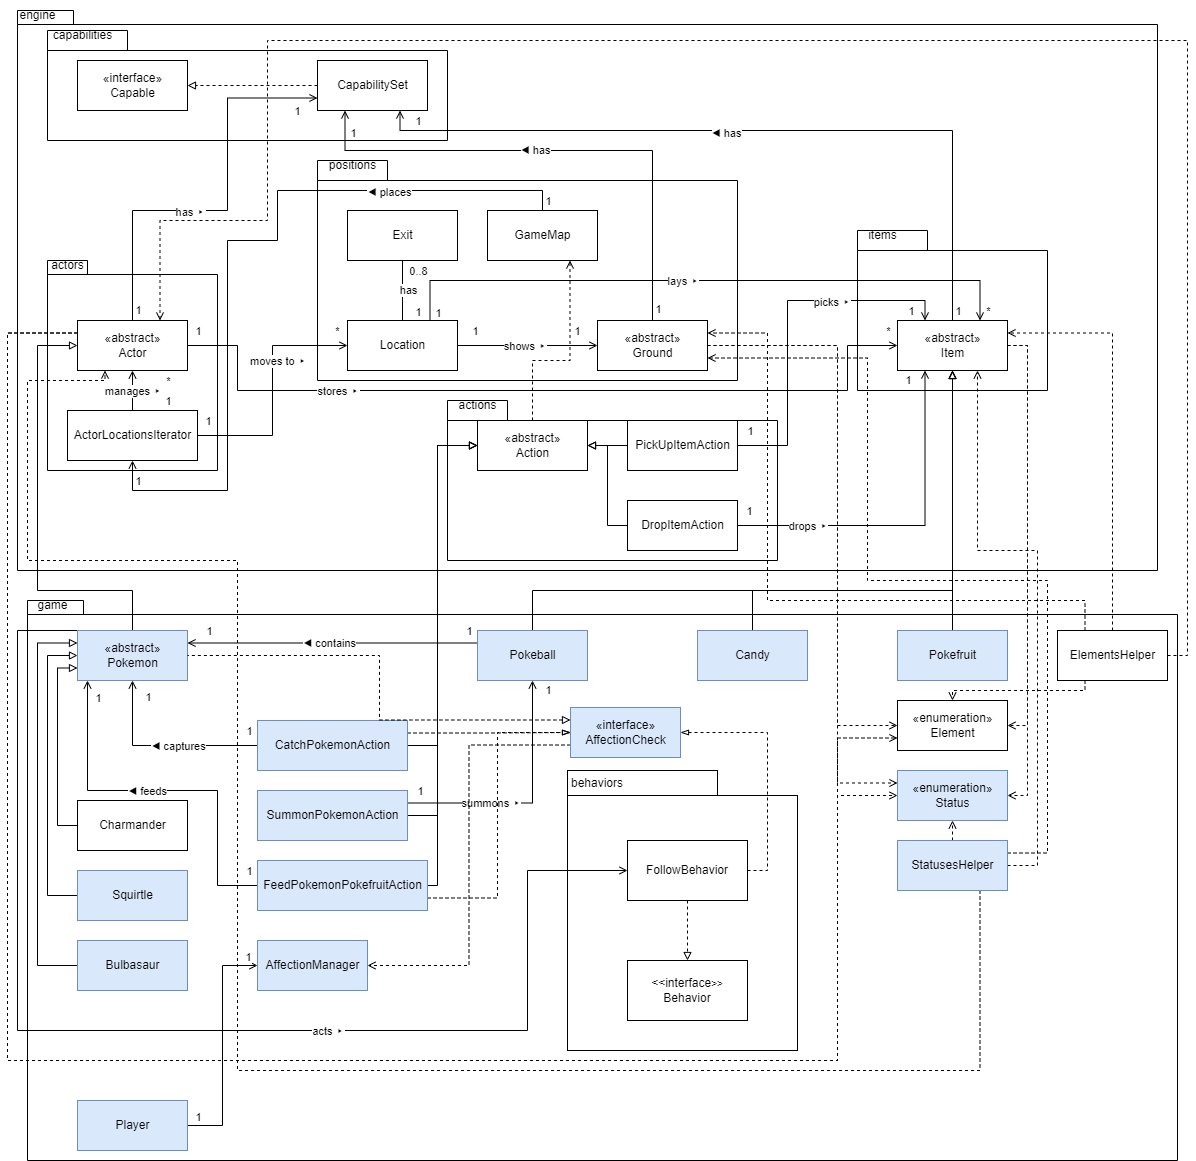 engine
capabilities
«interface»
Capable
CapabilitySet
1
1
1
◀ has
◀ has
positions
◀ places
1
has ▸
Exit
GameMap
items
actors
0..8
has
lays ▸
picks ▸
1
1
1
1
1
1
*
«abstract»
Actor
1
*
Location
1
shows ▸
1
«abstract»
Ground
*
«abstract»
Item
moves to ▸
manages ▸
*
1
stores ▸
1
actions
ActorLocationsIterator
1
«abstract»
Action
PickUpItemAction
1
1
DropItemAction
1
drops ▸
game
«abstract»
Pokemon
1
◀ contains
1
Pokeball
Candy
Pokefruit
ElementsHelper
1
1
1
◀ captures
1
CatchPokemonAction
«interface»
AffectionCheck
«enumeration»
Element
◀ feeds
SummonPokemonAction
1
summons ▸
behaviors
«enumeration»
Status
Charmander
1
FeedPokemonPokefruitAction
FollowBehavior
StatusesHelper
Squirtle
Bulbasaur
1
AffectionManager
<<interface>>
Behavior
acts ▸
Player
1